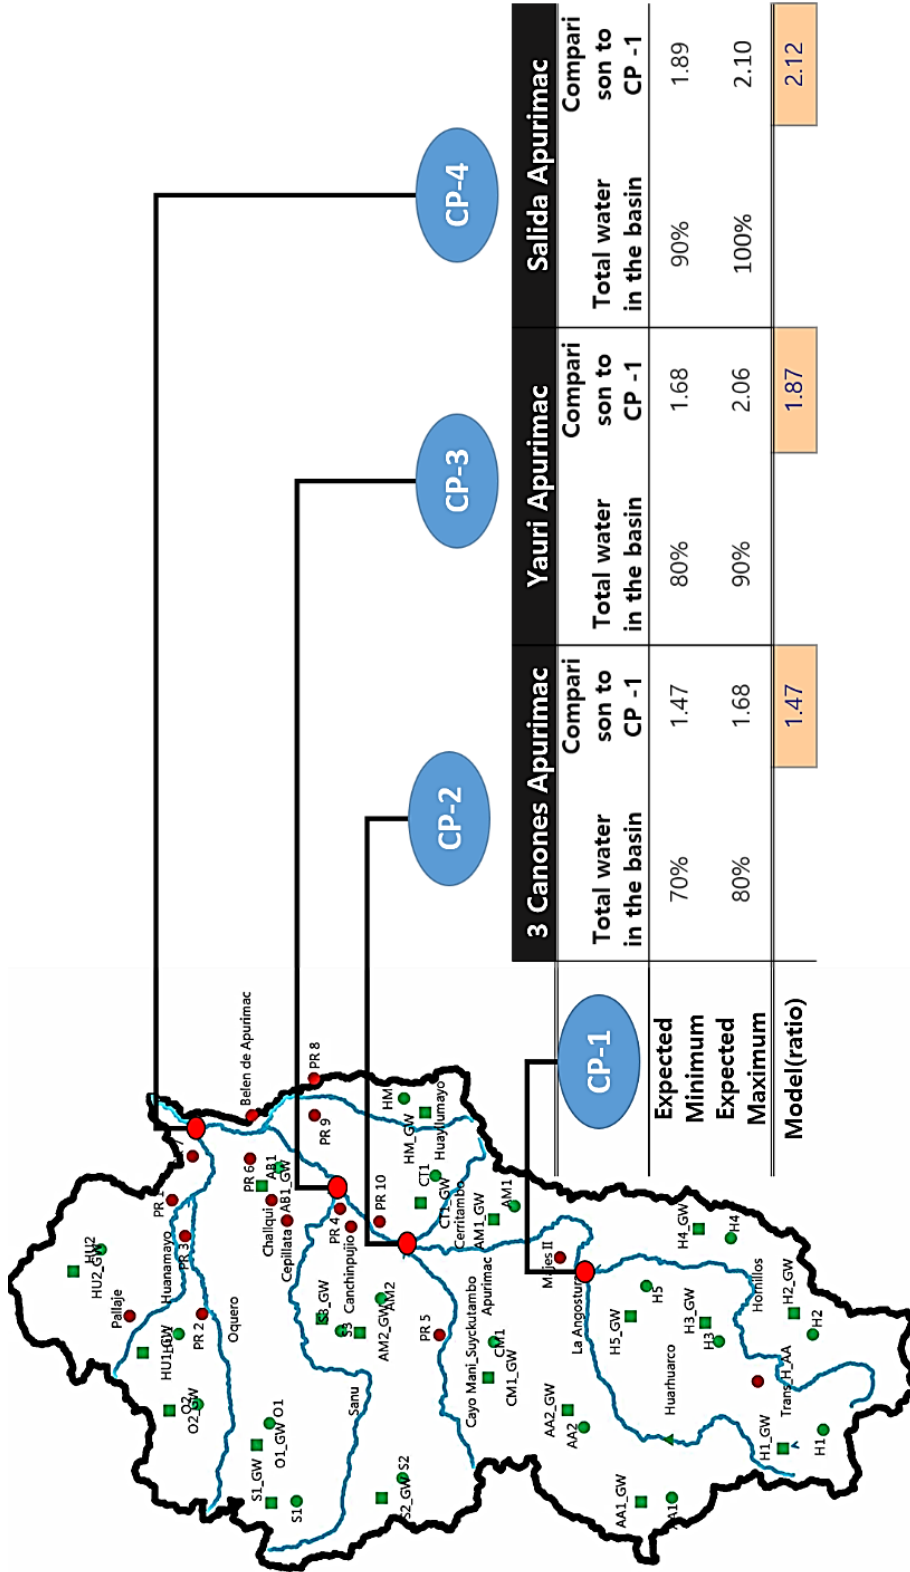 CP-1
CP-2
CP-3
CP-4
3 Canones Apurimac
Yauri Apurimac
Salida Apurimac
Total water
in the basin
Compari
son to
CP -1
Total water
in the basin
Compari
son to
CP -1
Total water
in the basin
Compari
son to
CP -1
Expected
Minimum
70%
1.47
80%
1.68
90%
1.89
Expected
Maximum
80%
1.68
90%
2.06
100%
2.10
Model(ratio)
1.47
1.87
2.12
HU2
Pallaje
Huanamayo
PR 1
PR 3
HU1_GW
PR 2
Oquero
O2
O2_GW
O1
O1_GW
S1_GW
S1
Belen de Apurimac
PR 6
AB1
AB1_GW
Challqui
Cepillata
PR 8
PR 9
PR 4
PR 10
Canchinpujio
S3_GW
S3
AM2
AM2_GW
Sanu
S2
S2_GW
PR 5
HM
HM_GW
Huayllumayo
CT1
CT1_GW
Cerritambo
AM1_GW
AM1
Apurimac
Cayo Mani_Suyckutambo
CM1
CM1_GW
La Angostura
AA2_GW
AA2
H5
H5_GW
H4_GW
H4
H3_GW
H3
Hornillos
H2_GW
H2
Huarhuarco
Trans_H_AA
H1_GW
H1
AA1_GW
AA1